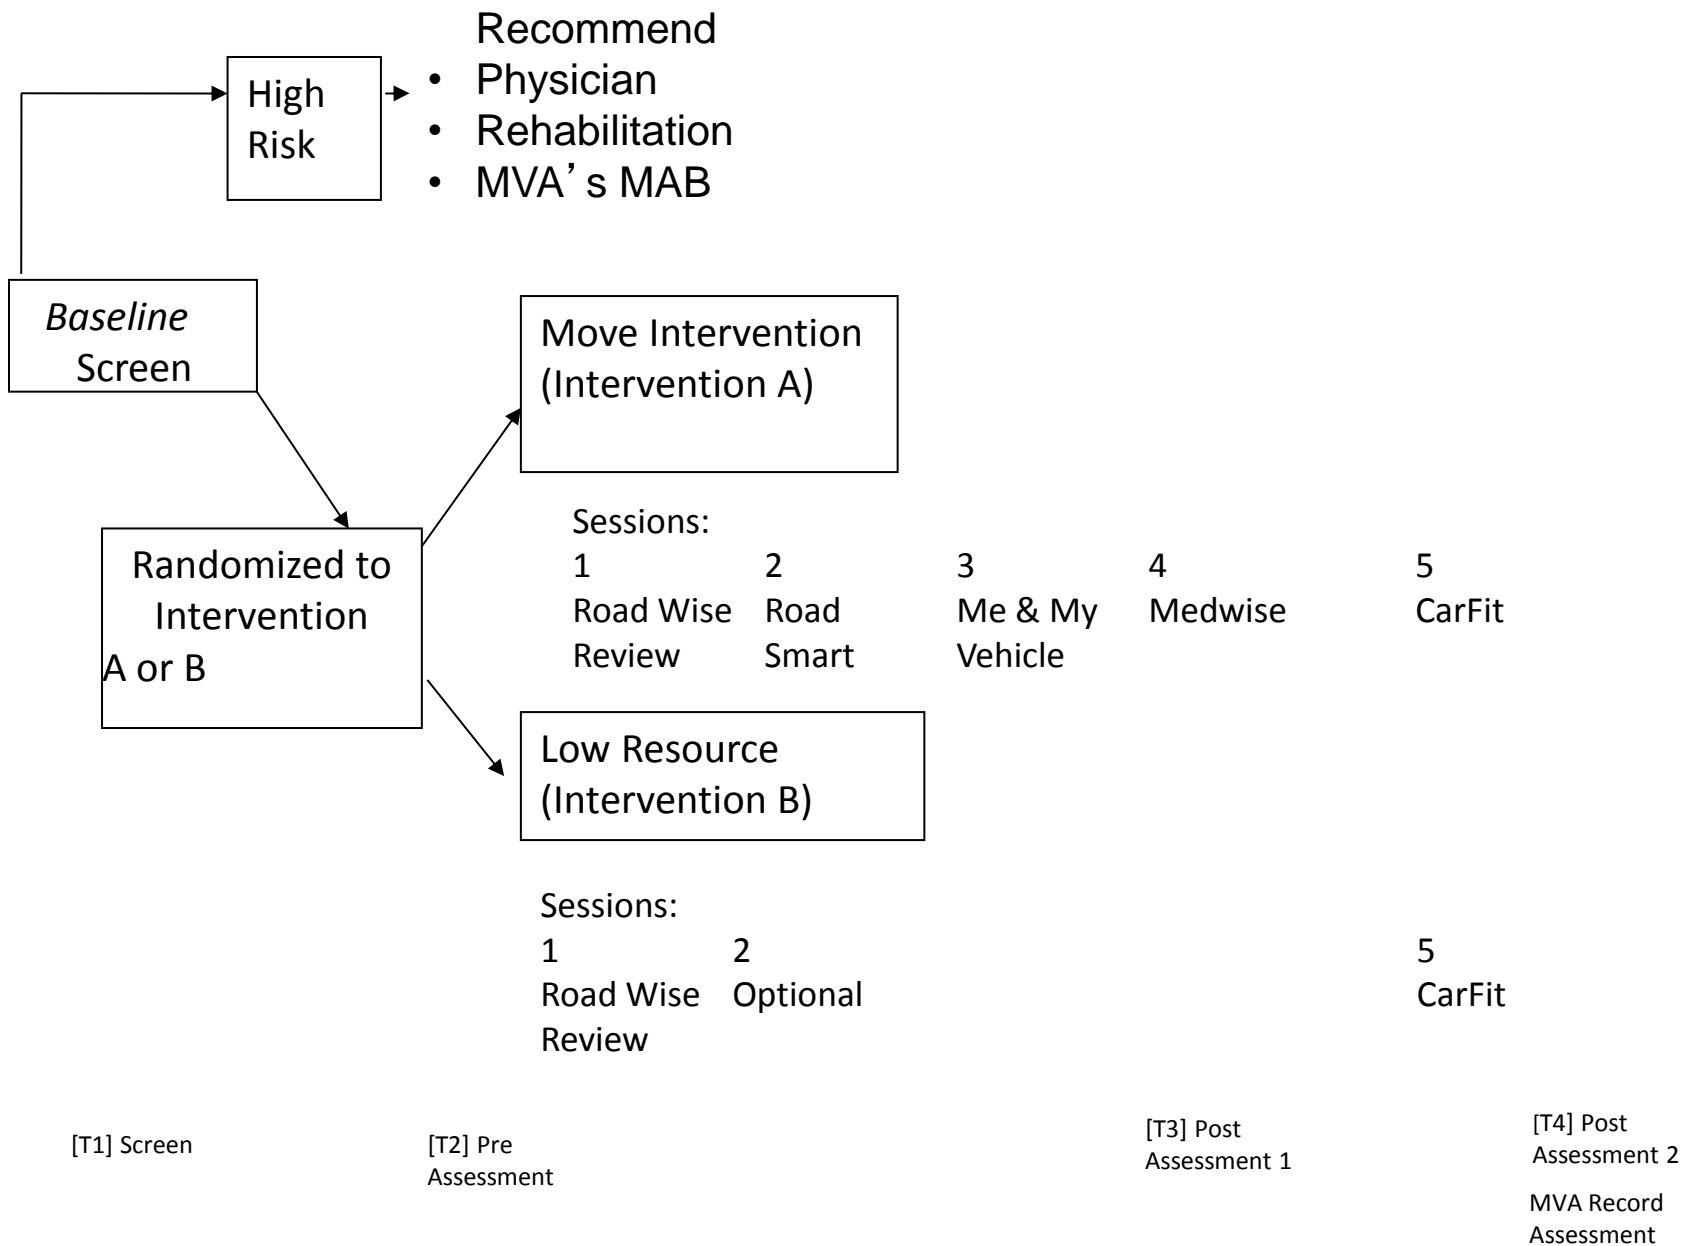 Recommend
• Physician
• Rehabilitation
• MVA's MAB
High
Risk
Baseline
Screen
Move Intervention
(Intervention A)
Randomized to
Intervention
A or B
Sessions:
1 2 3 4 5
Road Wise Road Me & My Medwise CarFit
Review Smart Vehicle
Low Resource
(Intervention B)
Sessions:
1 2 5
Road Wise Optional CarFit
Review
[T1] Screen
[T2] Pre
Assessment
[T3] Post
Assessment 1
[T4] Post
Assessment 2
MVA Record
Assessment